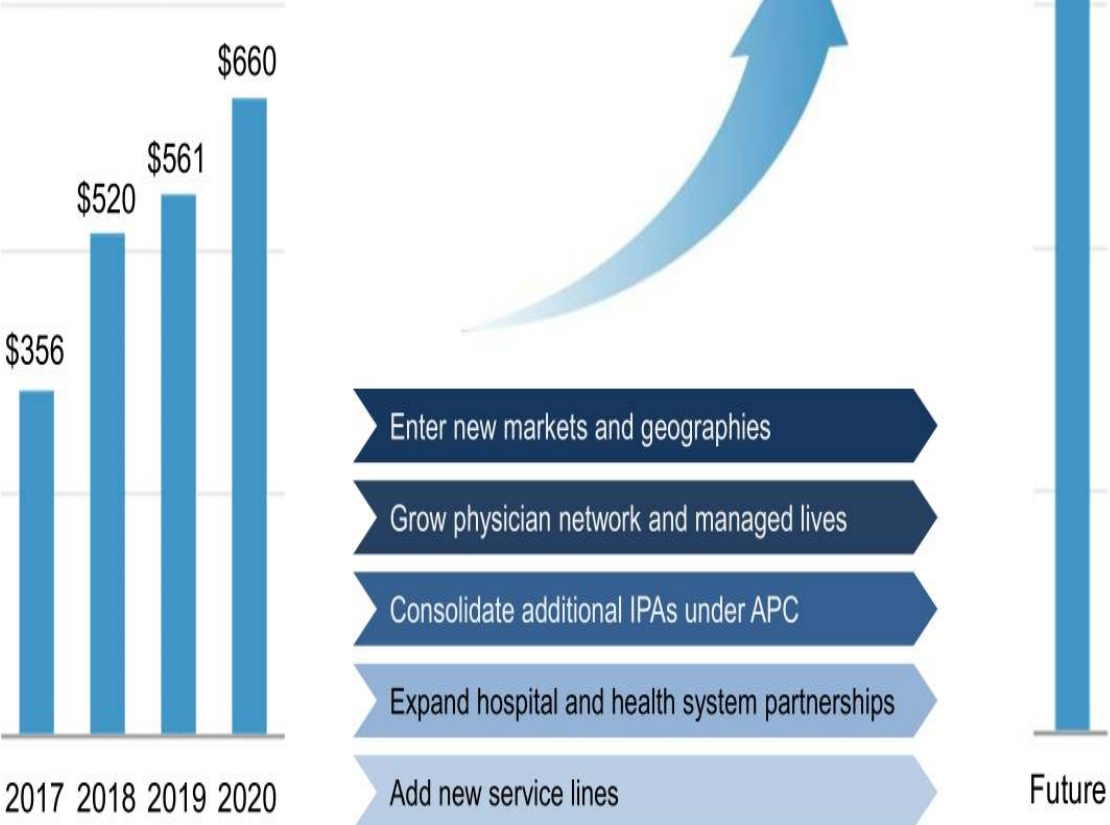 $660
$561
$520
$356
Enter new markets and geographies
Grow physician network and managed lives
Consolidate additional IPAs under APC
Expand hospital and health system partnerships
Add new service lines
2017 2018 2019 2020
Future